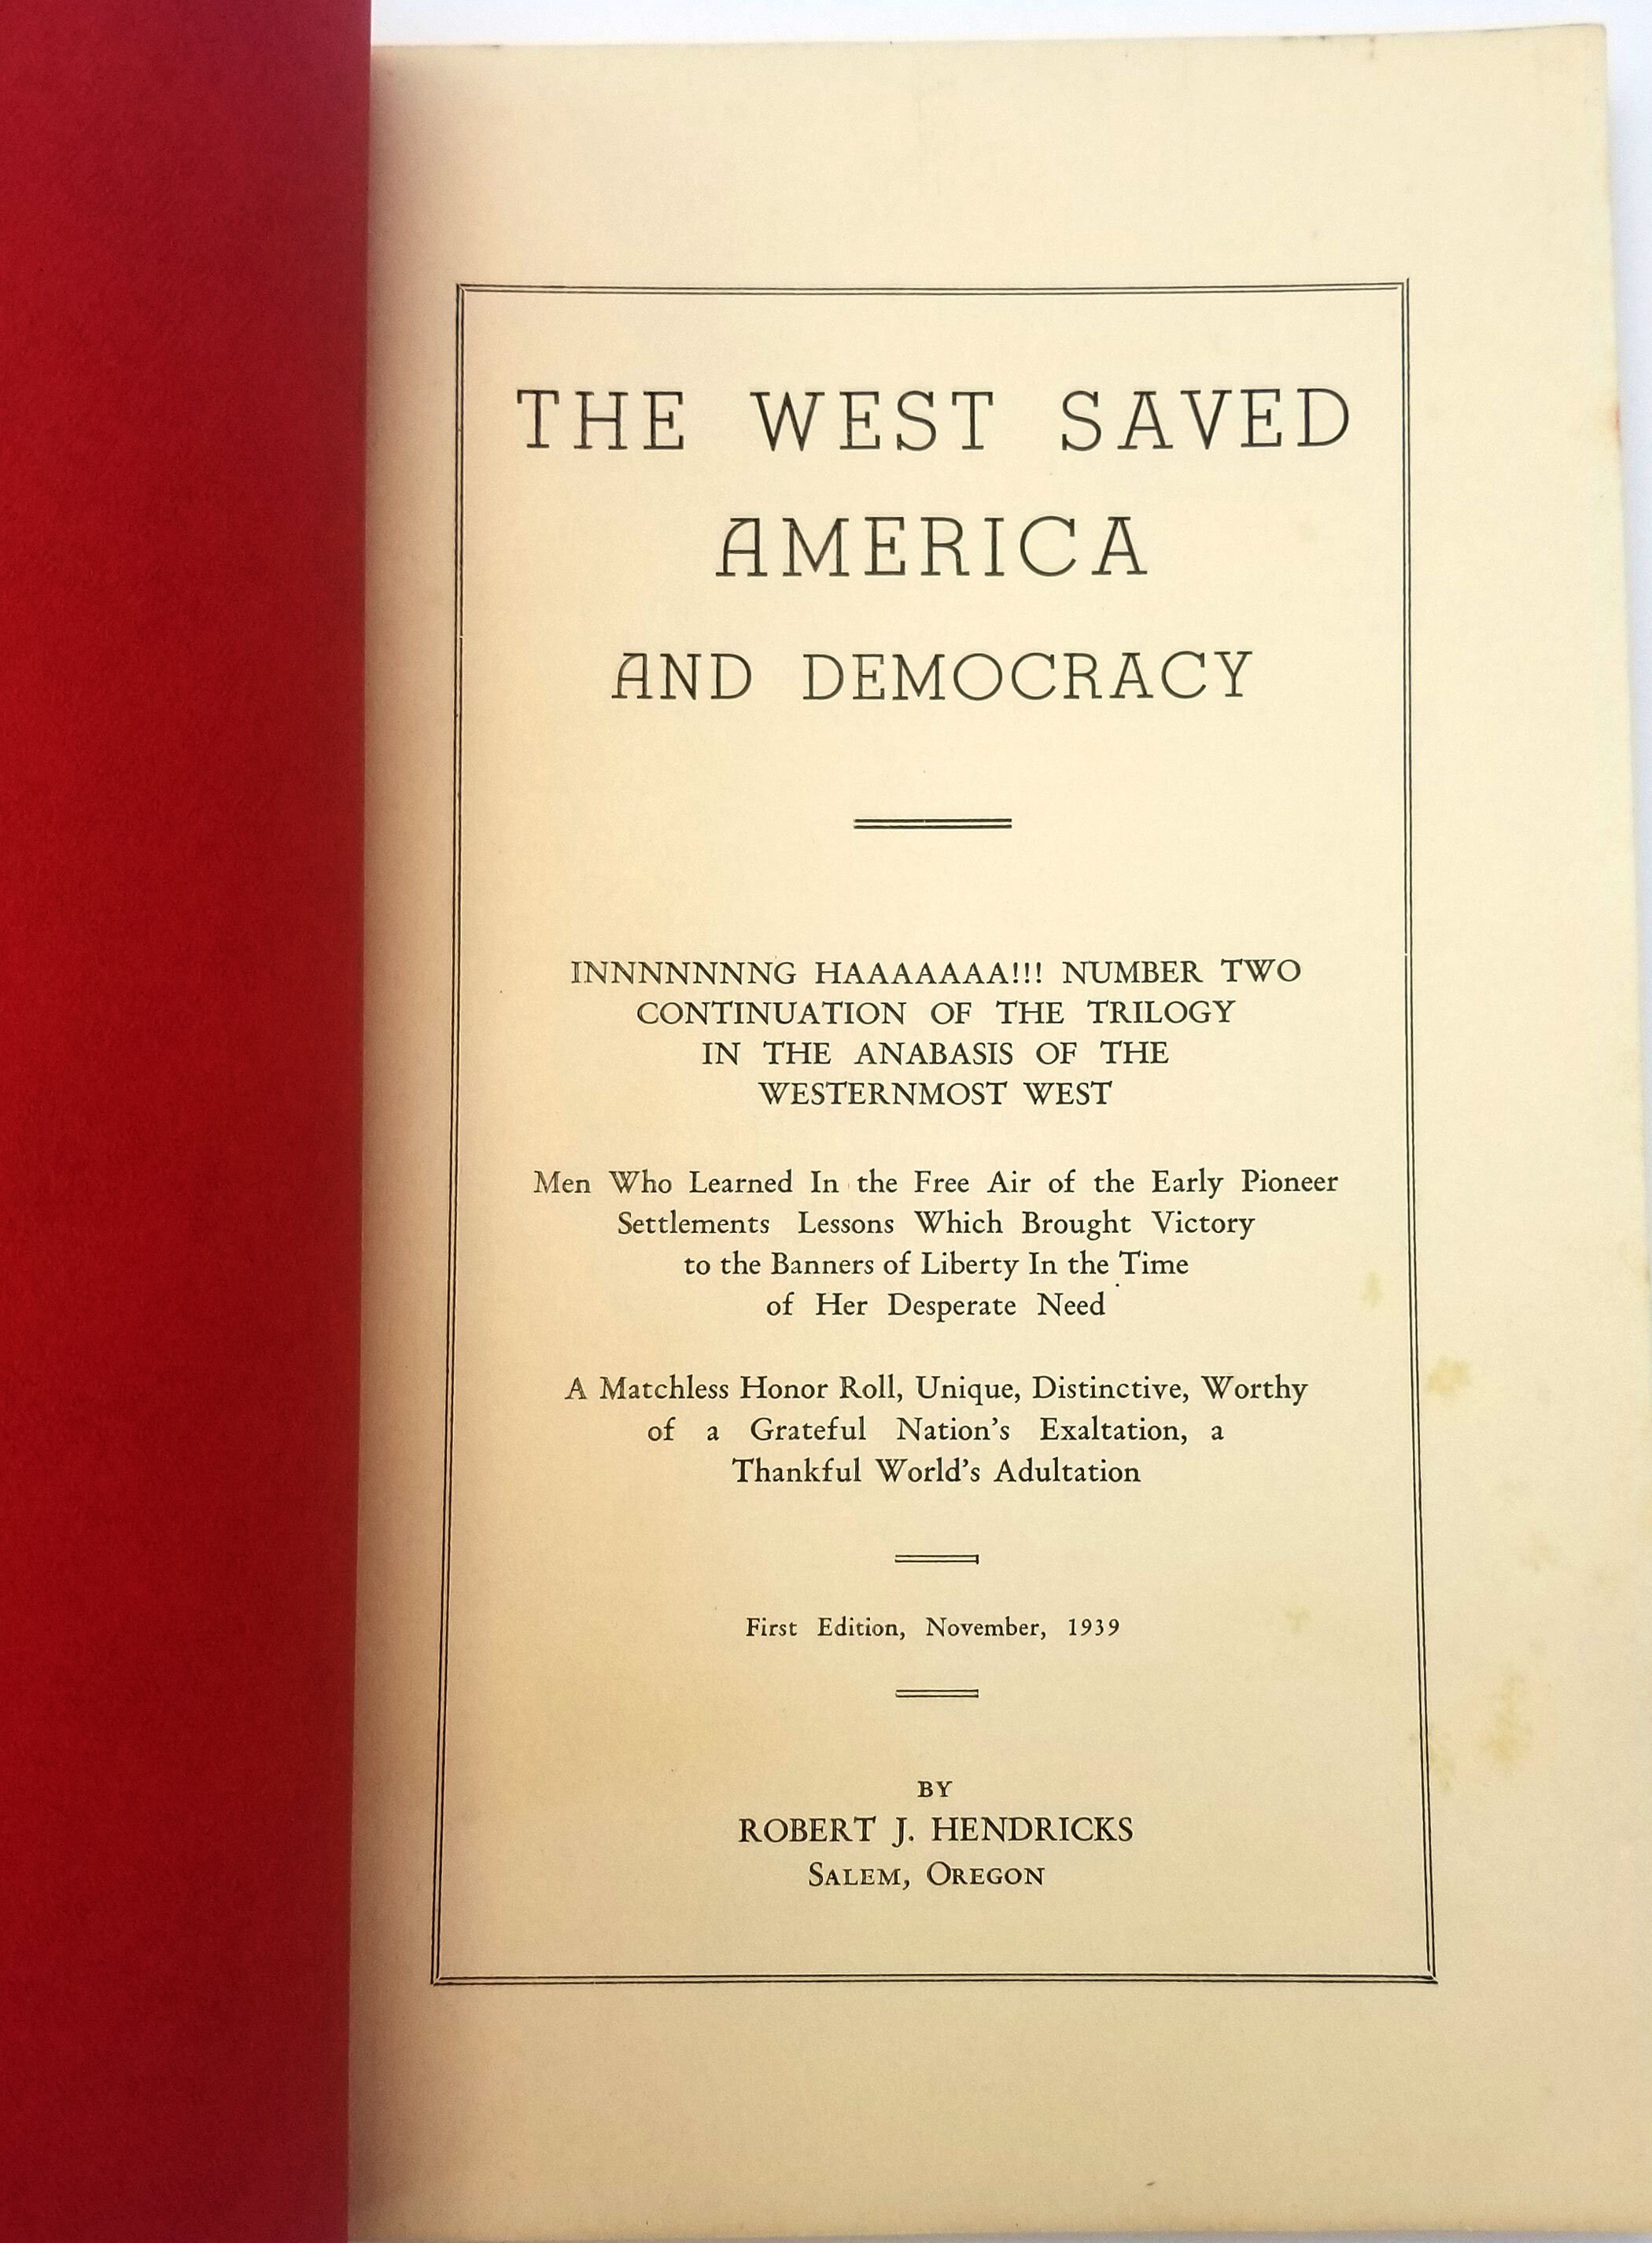 THE WEST SAVED
AMERICA
AND DEMOCRACY
INNNNNNNG HAAAAAAA!!! NUMBER TWO
CONTINUATION OF THE TRILOGY
IN THE ANABASIS OF THE
WESTERNMOST WEST
Men Who Learned In the Free Air of the Early Pioneer
Settlements Lessons Which Brought Victory
to the Banners of Liberty In the Time
of Her Desperate Need
A Matchless Honor Roll, Unique, Distinctive, Worthy
of a Grateful Nation's Exaltation, a
Thankful World's Adultation
First Edition, November, 1939
BY
ROBERT J. HENDRICKS
SALEM, OREGON